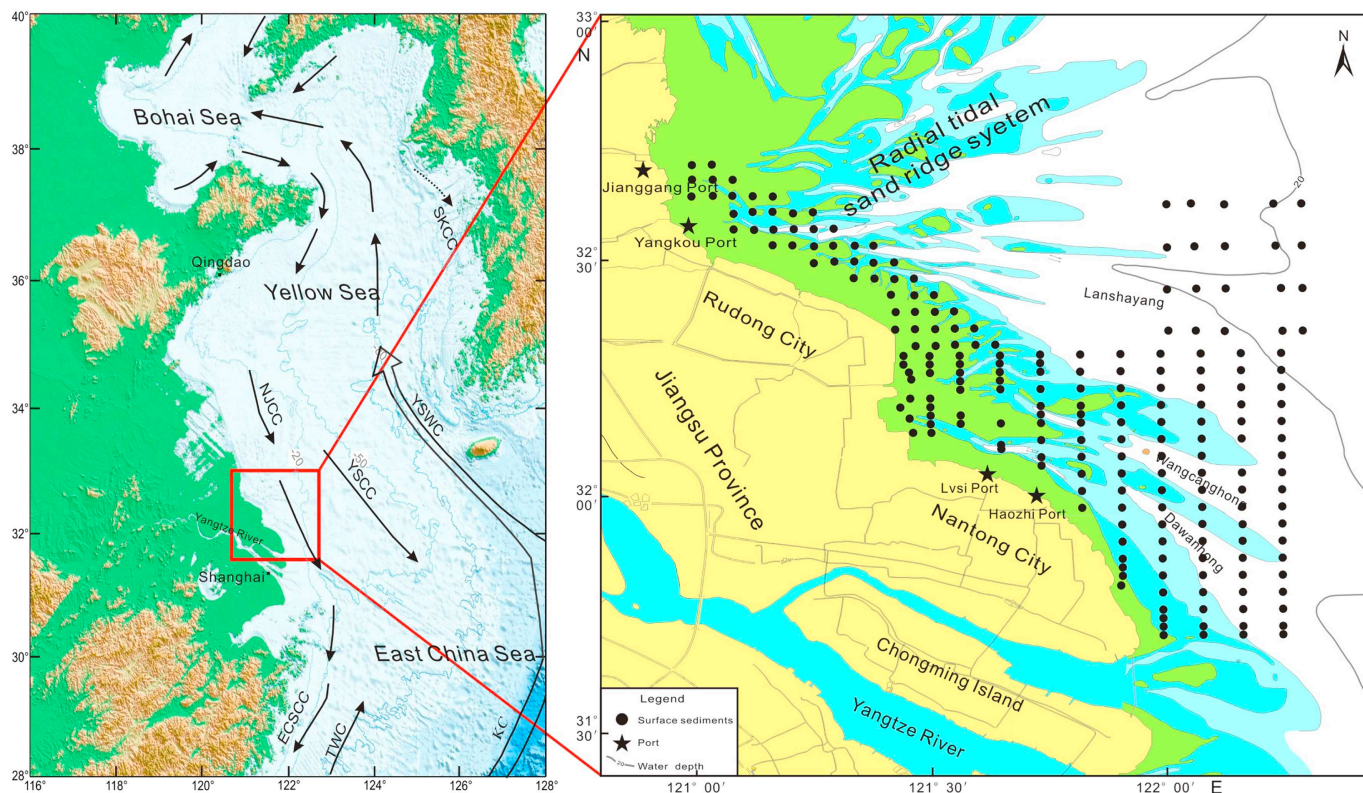 40°
38°
36°
34°
32°
30°
28°
116°
118°
120°
122°
124°
126°
128°
Bohai Sea
SKCC
Qingdao
Yellow Sea
NJCC
YSWC
-20
-50
YSCC
Yangtze River
Shanghai
East China Sea
ECSCC
TWC
KC
33°
00′
N
32°
30′
32°
00′
31°
30′
121° 00′
121° 30′
122° 00′
E
N
Radial tidal
sand ridge syetem
Jianggang Port
Yangkou Port
20
Lanshayang
Rudong City
Jiangsu Province
Wangcanghong
Lvsi Port
Haozhi Port
Dawanhong
Nantong City
Chongming Island
Yangtze River
Legend
Surface sediments
Port
20
Water depth